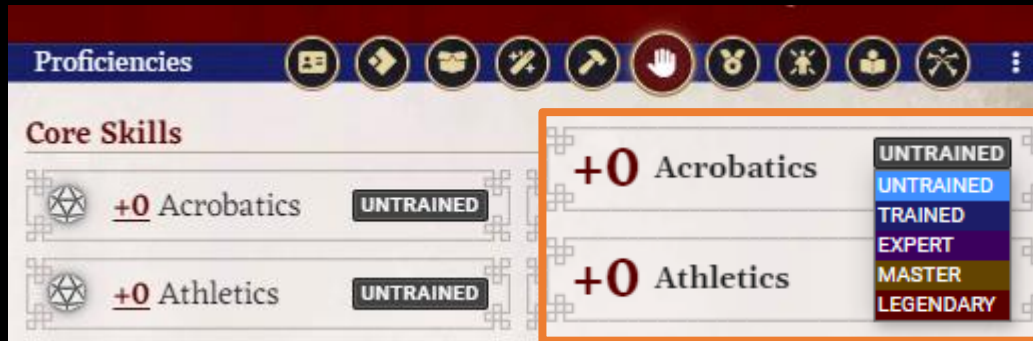 Proficiencies
Core Skills
+0 Acrobatics UNTRAINED
+0 Athletics UNTRAINED
+0 Acrobatics UNTRAINED
UNTRAINED
TRAINED
EXPERT
+0 Athletics MASTER
LEGENDARY